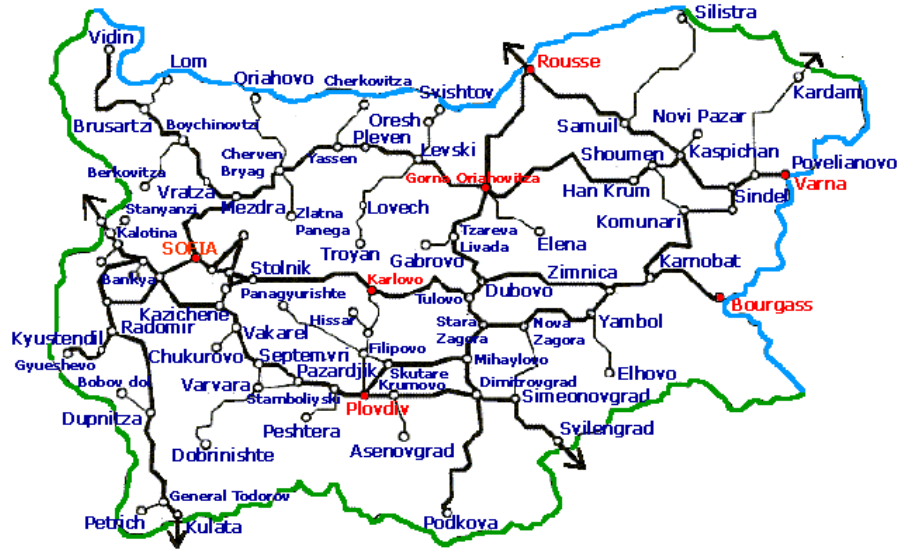 Silistra
Vidin
Lom
Oriahovo
Cherkovitza
Rousse
Svishtov
Kardam
Brusartzi
Boychinovtzi
Oresh
Samuil
Novi Pazar
Pleven
Cherven
Bryag
Yassen
Levski
Shoumen
Kaspichan
Povelianovo
Berkovitza
Vratza
Gorna Oriahovitza
Han Krum
Varna
Sindel
Mezdra
Zlatna
Panega
Lovech
Komunari
Stanyanzi
Kalotina
Tzareva
Livada
Elena
SOFIA
Troyan
Gabrovo
Bankya
Stolnik
Karlovo
Zimnica
Karnobat
Panagyurishte
Dubovo
Tulovo
Bourgass
Kazichene
Hissar
Yambol
Kyustendil
Radomir
Vakarel
Stara
Zagora
Nova
Zagora
Gyueshevo
Chukurovo
Septemvri
Filipovo
Mihaylovo
Bobov dol
Pazardjik
Skutare
Elhovo
Varvara
Krumovo
Dimitrovgrad
Stamboliyski
Simeonovgrad
Dupnitza
Plovdiv
Peshtera
Svilengrad
Dobrinishte
Asenovgrad
General Todorov
Petrich
Kulata
Podkova